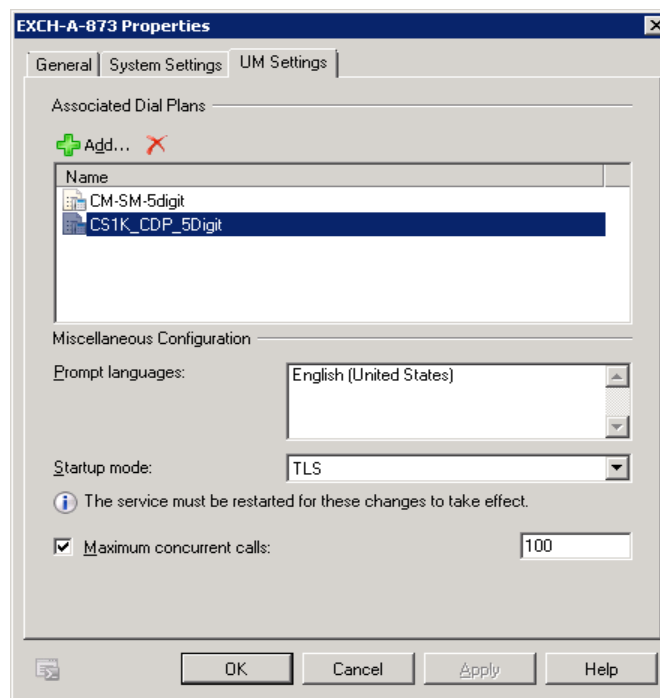 EXCH-A-873 Properties
General System Settings UM Settings
Associated Dial Plans
Add...
Name
CM-SM-5digit
CS1K_CDP_5Digit
Miscellaneous Configuration
Prompt languages: English (United States)
Startup mode: TLS
The service must be restarted for these changes to take effect.
Maximum concurrent calls: 100
OK Cancel Apply Help